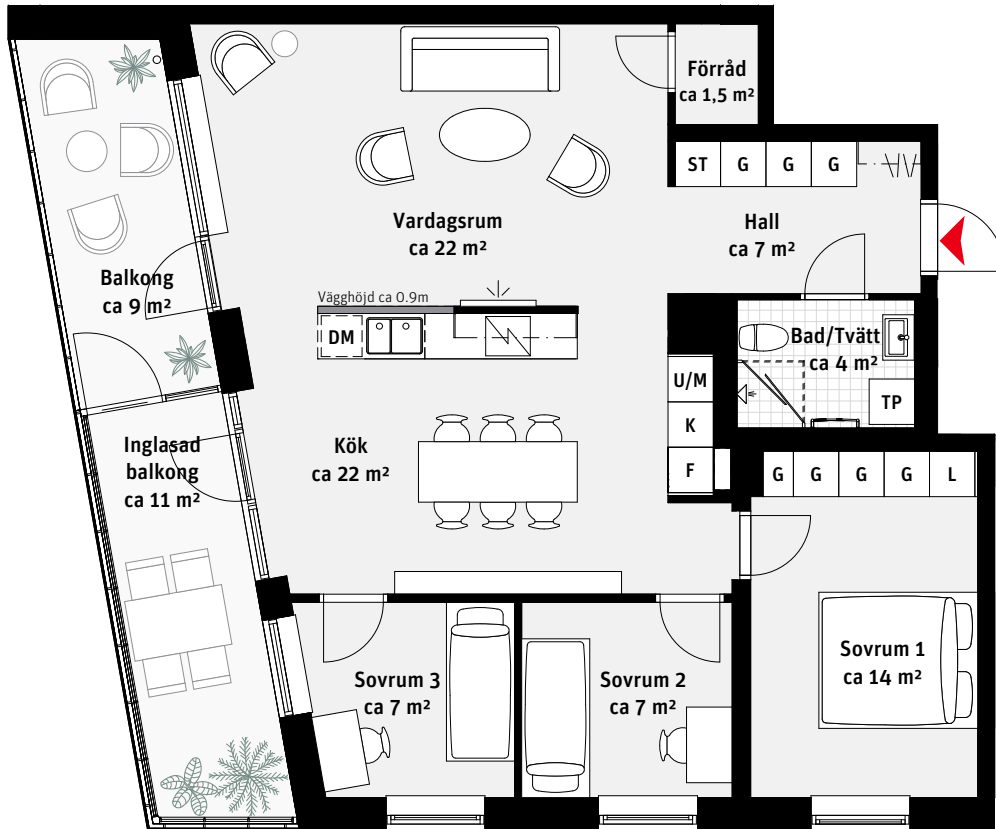 Förråd
ca 1,5 m²
ST G G G
Vardagsrum
ca 22 m²
Hall
ca 7 m²
Balkong
ca 9 m²
Vägghöjd ca 0.9m
DM
Bad/Tvätt
ca 4 m²
TP
U/M
K
F
Inglasad
balkong
ca 11 m²
Kök
ca 22 m²
G G G G L
Sovrum 3
ca 7 m²
Sovrum 2
ca 7 m²
Sovrum 1
ca 14 m²